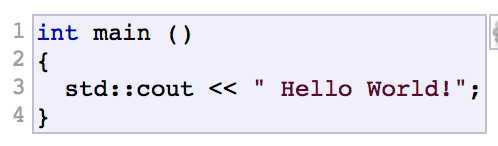 1 int main ()
2 {
3   std::cout << " Hello World!";
4 }